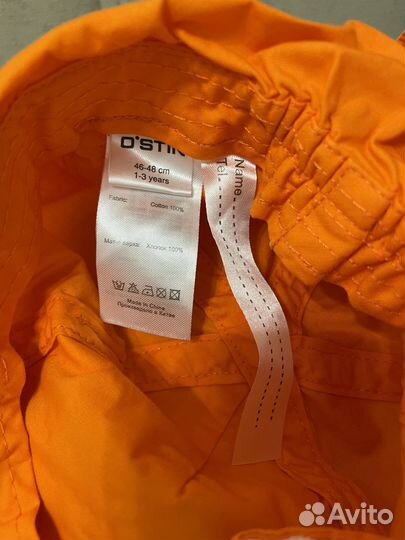 O'STIN
46-48 cm
1-3 years
Fabric: Cotton 100%
Хлопок 100%
Made in China
Произведено в Китае
Name
Tel
Avito